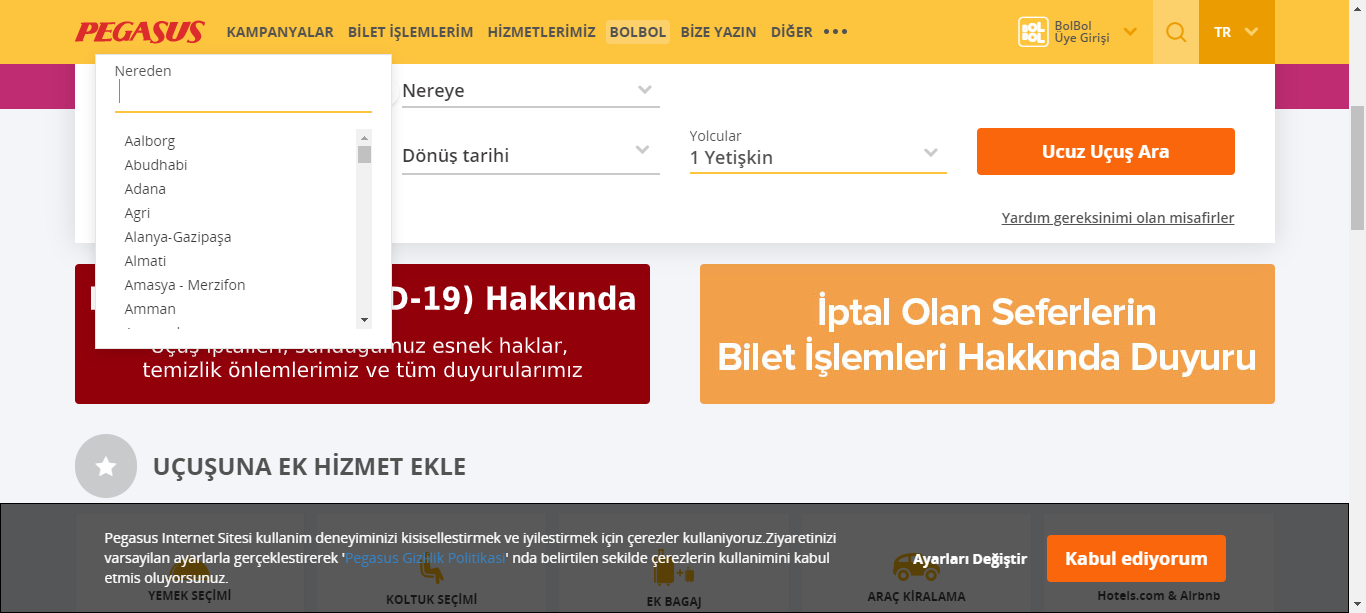 PEGASUS
KAMPANYALAR BİLET İŞLEMLERİM HİZMETLERİMİZ BOLBOL BİZE YAZIN DİĞER
BOL BOL
BolBol
Üye Girişi
TR
Nereden
Aalborg
Abudhabi
Adana
Agri
Alanya-Gazipaşa
Almati
Amasya - Merzifon
Amman
Nereye
Dönüş tarihi
Yolcular
1 Yetişkin
Ucuz Uçuş Ara
Yardım gereksinimi olan misafirler
D-19) Hakkında
temizlik önlemlerimiz ve tüm duyurularımız
İptal Olan Seferlerin
Bilet İşlemleri Hakkında Duyuru
UÇUŞUNA EK HİZMET EKLE
Pegasus Internet Sitesi kullanim deneyiminizi kisisellestirmek ve iyilestirmek için çerezler kullaniyoruz.Ziyaretinizi
varsayilan ayarlarla gerçeklestirerek 'Pegasus Gizlilik Politikasi' nda belirtilen sekilde çerezlerin kullanimini kabul
etmis oluyorsunuz.
Ayarları Değiştir
Kabul ediyorum
YEMEK SEÇİMİ
KOLTUK SEÇİMİ
EK BAGAJ
ARAÇ KİRALAMA
Hotels.com & Airbnb